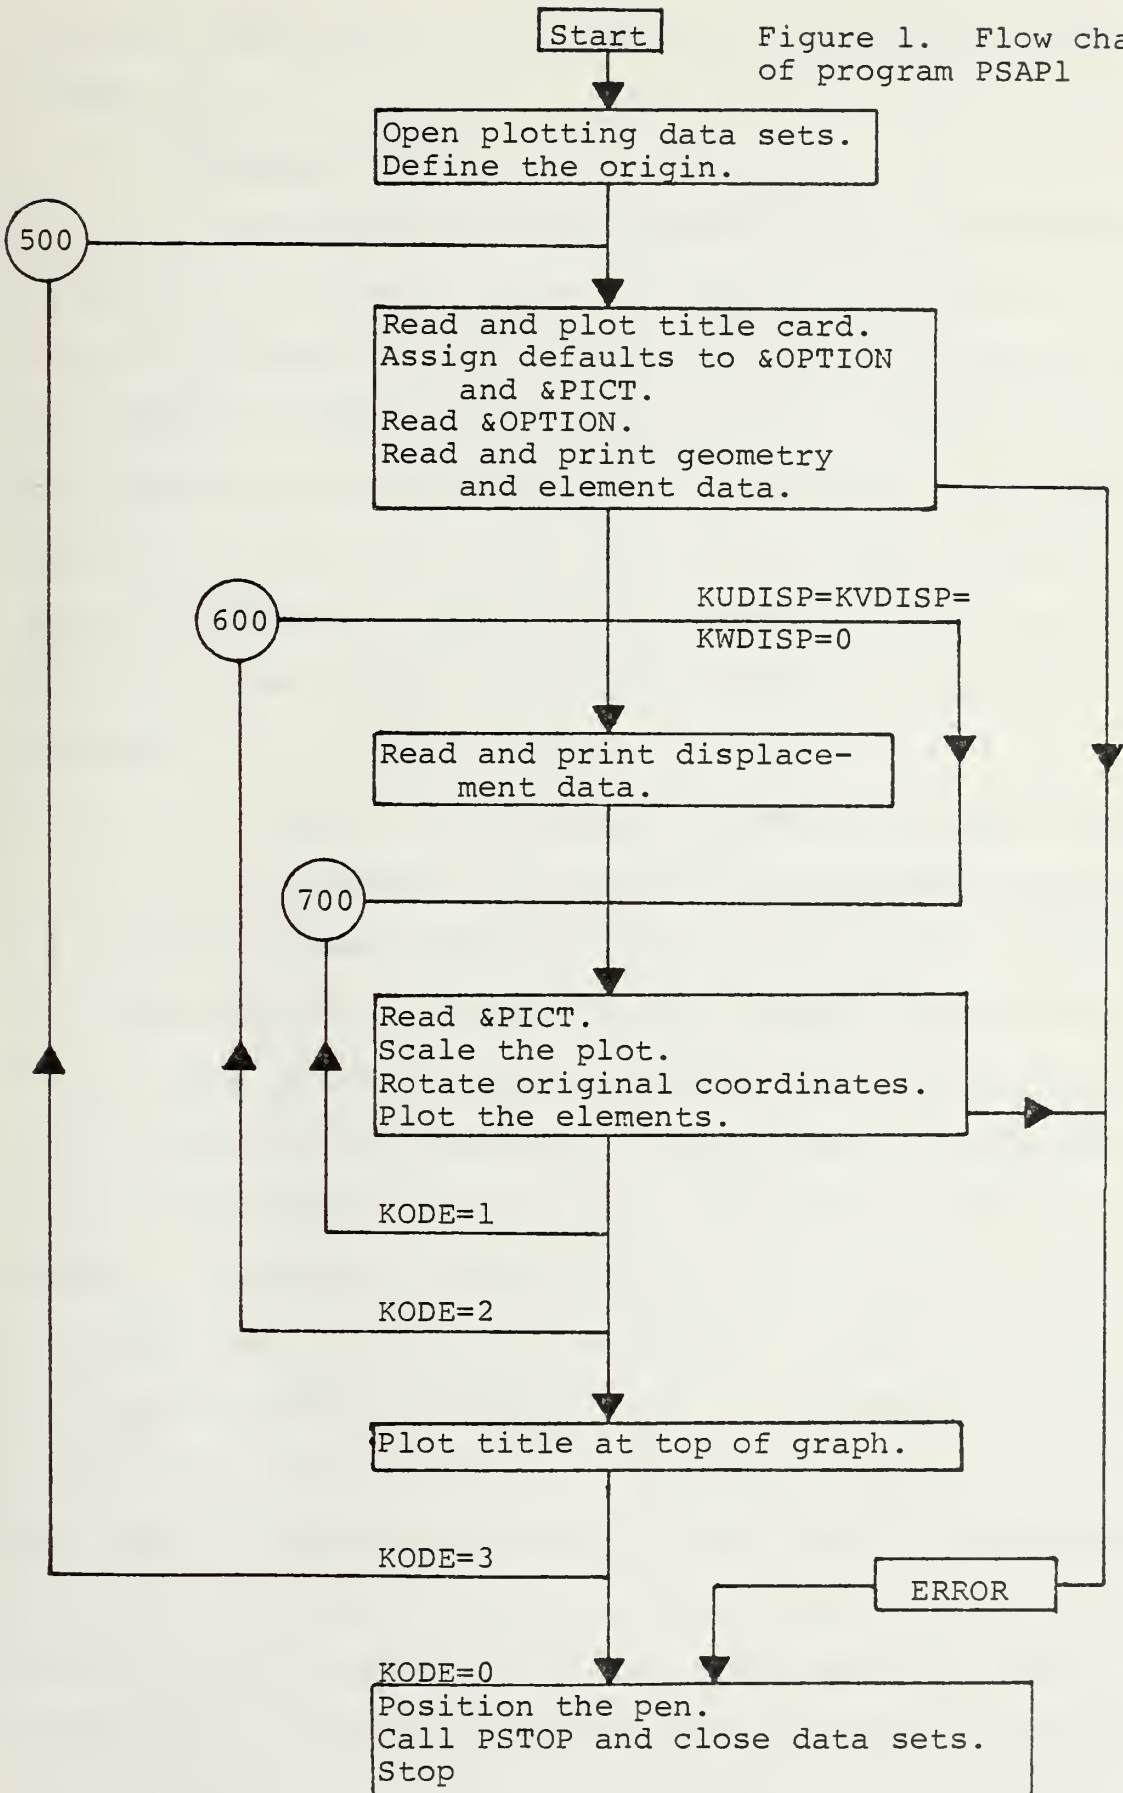 Start
Figure 1. Flow cha
of program PSAP1
Open plotting data sets.
Define the origin.
500
Read and plot title card.
Assign defaults to &OPTION
and &PICT.
Read &OPTION.
Read and print geometry
and element data.
600
KUDISP=KVDISP=
KWDISP=0
Read and print displace-
ment data.
700
Read &PICT.
Scale the plot.
Rotate original coordinates.
Plot the elements.
KODE=1
KODE=2
Plot title at top of graph.
KODE=3
ERROR
KODE=0
Position the pen.
Call PSTOP and close data sets.
Stop